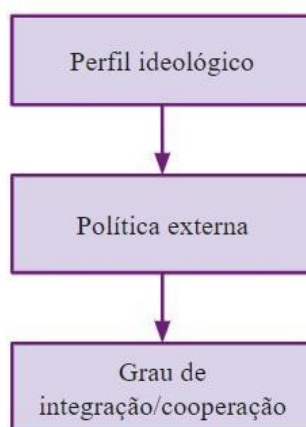 Perfil ideológico
Política externa
Grau de
integração/cooperação